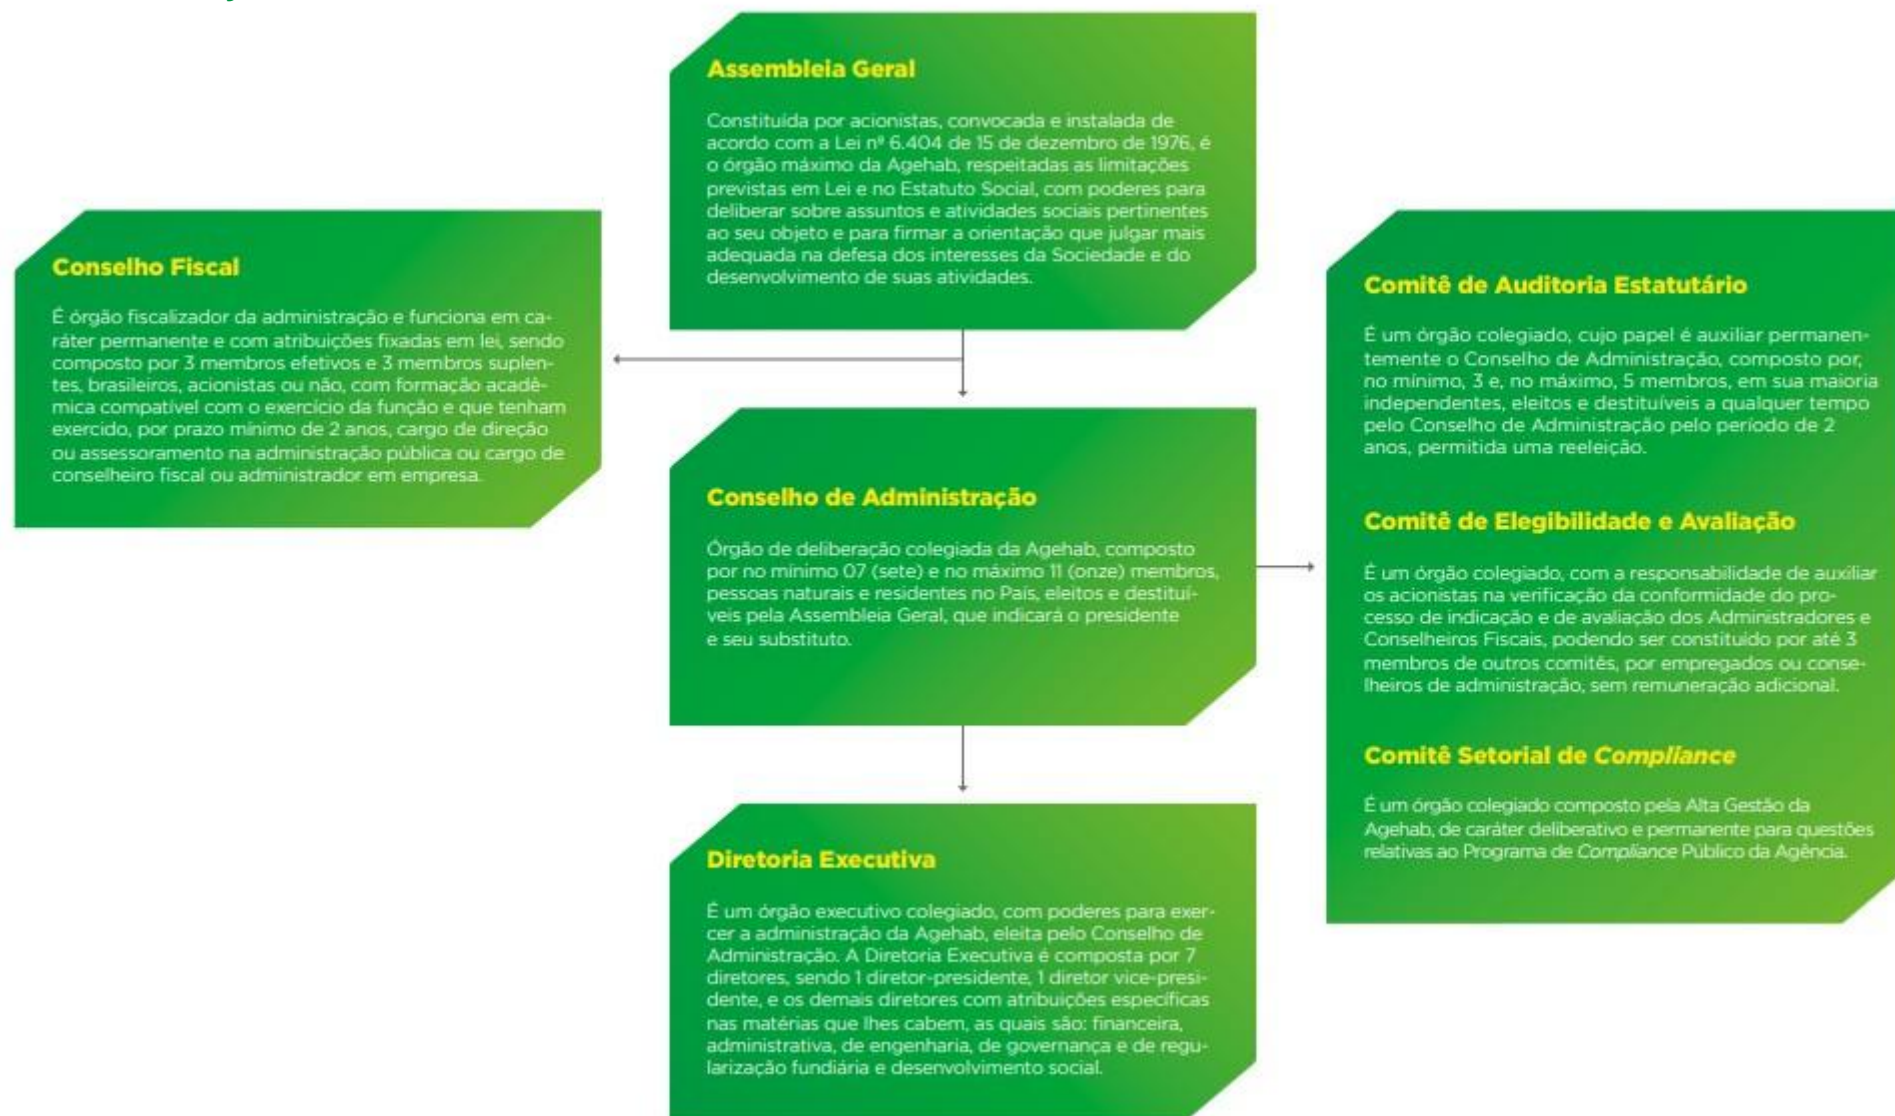 Assembleia Geral
Constituída por acionistas, convocada e instalada de
acordo com a Lei nº 6.404 de 15 de dezembro de 1976, é
o órgão máximo da Agehab, respeitadas as limitações
previstas em Lei e no Estatuto Social, com poderes para
deliberar sobre assuntos e atividades sociais pertinentes
ao seu objeto e para firmar a orientação que julgar mais
adequada na defesa dos interesses da Sociedade e do
desenvolvimento de suas atividades.
Conselho Fiscal
É órgão fiscalizador da administração e funciona em ca-
ráter permanente e com atribuições fixadas em lei, sendo
composto por 3 membros efetivos e 3 membros suplen-
tes, brasileiros, acionistas ou não, com formação acadê-
mica compatível com o exercício da função e que tenham
exercido, por prazo mínimo de 2 anos, cargo de direção
ou assessoramento na administração pública ou cargo de
conselheiro fiscal ou administrador em empresa.
Conselho de Administração
Órgão de deliberação colegiada da Agehab, composto
por no mínimo 07 (sete) e no máximo 11 (onze) membros,
pessoas naturais e residentes no País, eleitos e destituí-
veis pela Assembleia Geral, que indicará o presidente
e seu substituto.
Comitê de Auditoria Estatutário
É um órgão colegiado, cujo papel é auxiliar permanen-
temente o Conselho de Administração, composto por,
no mínimo, 3 e, no máximo, 5 membros, em sua maioria
independentes, eleitos e destituíveis a qualquer tempo
pelo Conselho de Administração pelo período de 2
anos, permitida uma reeleição.
Comitê de Elegibilidade e Avaliação
É um órgão colegiado, com a responsabilidade de auxiliar
os acionistas na verificação da conformidade do pro-
cesso de indicação e de avaliação dos Administradores e
Conselheiros Fiscais, podendo ser constituído por até 3
membros de outros comitês, por empregados ou conse-
lheiros de administração, sem remuneração adicional.
Comitê Setorial de Compliance
É um órgão colegiado composto pela Alta Gestão da
Agehab, de caráter deliberativo e permanente para questões
relativas ao Programa de Compliance Público da Agência.
Diretoria Executiva
É um órgão executivo colegiado, com poderes para exer-
cer a administração da Agehab, eleita pelo Conselho de
Administração. A Diretoria Executiva é composta por 7
diretores, sendo 1 diretor-presidente, 1 diretor vice-presi-
dente, e os demais diretores com atribuições específicas
nas matérias que lhes cabem, as quais são: financeira,
administrativa, de engenharia, de governança e de regu-
larização fundiária e desenvolvimento social.